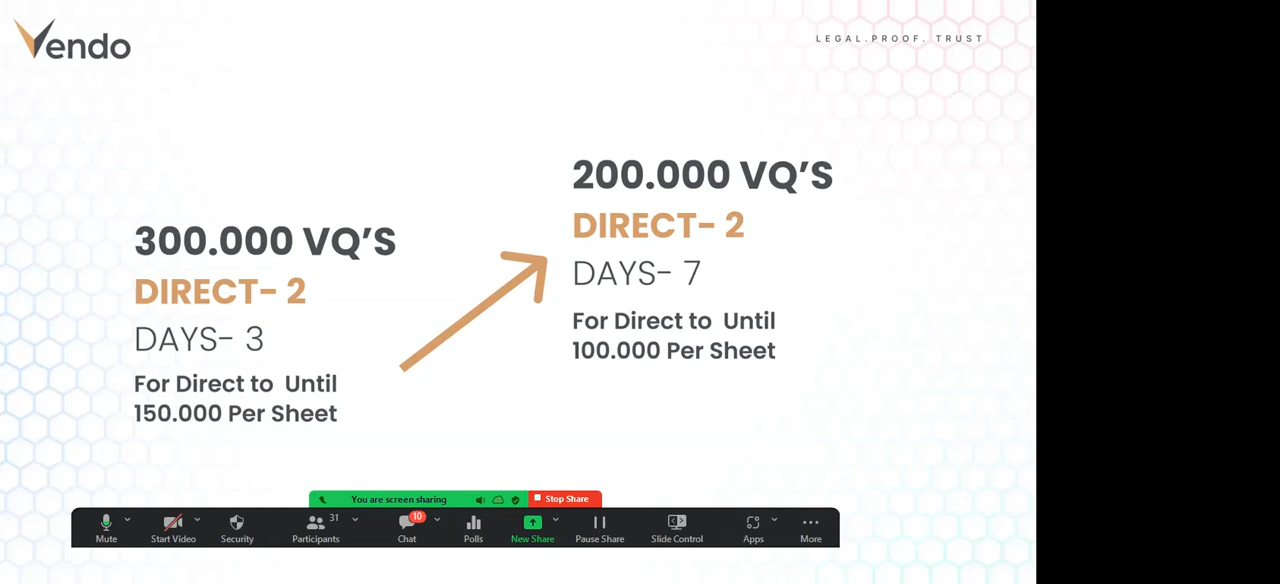 Vendo
LEGAL.PROOF. TRUST
300.000 VQ'S
DIRECT- 2
DAYS- 3
For Direct to Until
150.000 Per Sheet
200.000 VQ'S
DIRECT- 2
DAYS- 7
For Direct to Until
100.000 Per Sheet
You are screen sharing Stop Share
31 10
Mute Start Video Security Participants Chat Polls New Share Pause Share Slide Control Apps More